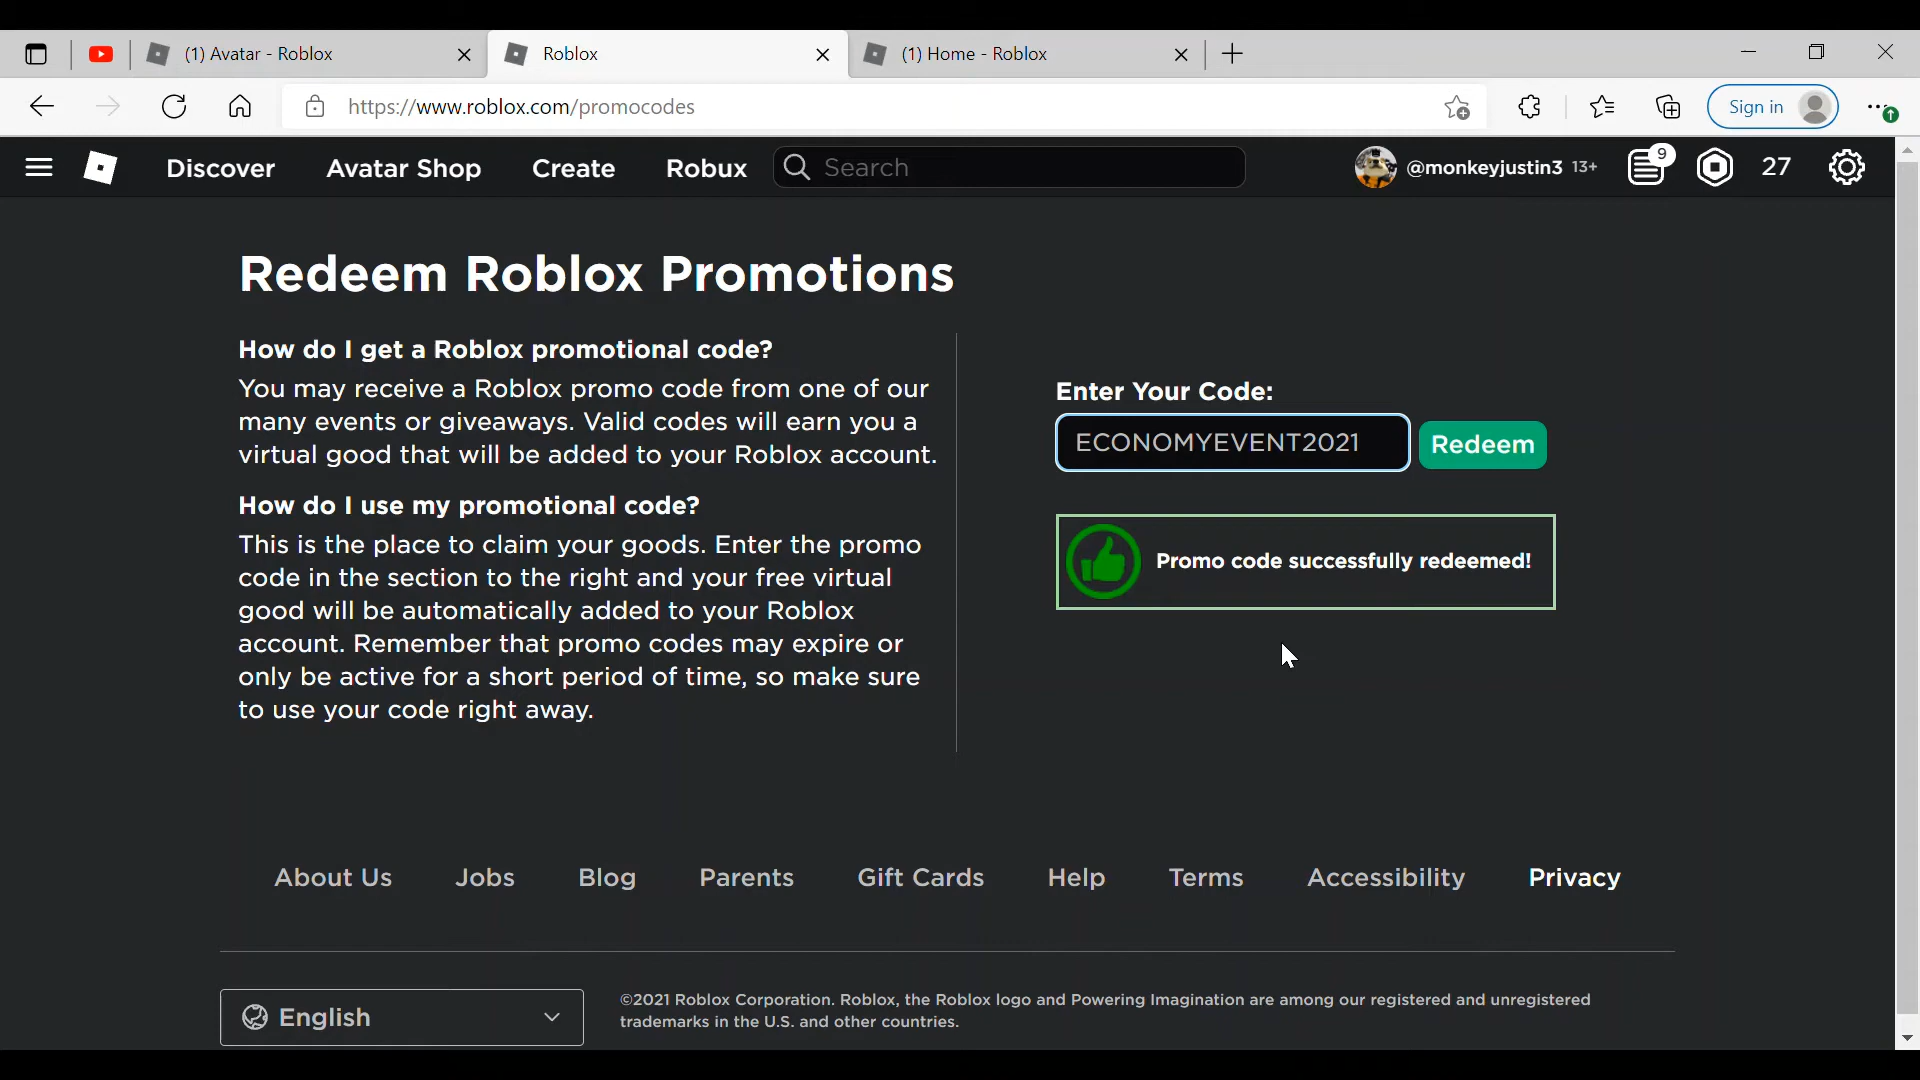 (1) Avatar - Roblox
Roblox
(1) Home - Roblox
https://www.roblox.com/promocodes
Sign in
Discover
Avatar Shop
Create
Robux
Search
@monkeyjustin3 13+
9
27
Redeem Roblox Promotions
How do I get a Roblox promotional code?
You may receive a Roblox promo code from one of our
many events or giveaways. Valid codes will earn you a
virtual good that will be added to your Roblox account.
How do I use my promotional code?
This is the place to claim your goods. Enter the promo
code in the section to the right and your free virtual
good will be automatically added to your Roblox
account. Remember that promo codes may expire or
only be active for a short period of time, so make sure
to use your code right away.
Enter Your Code:
ECONOMYEVENT2021
Redeem
Promo code successfully redeemed!
About Us
Jobs
Blog
Parents
Gift Cards
Help
Terms
Accessibility
Privacy
English
©2021 Roblox Corporation. Roblox, the Roblox logo and Powering Imagination are among our registered and unregistered
trademarks in the U.S. and other countries.